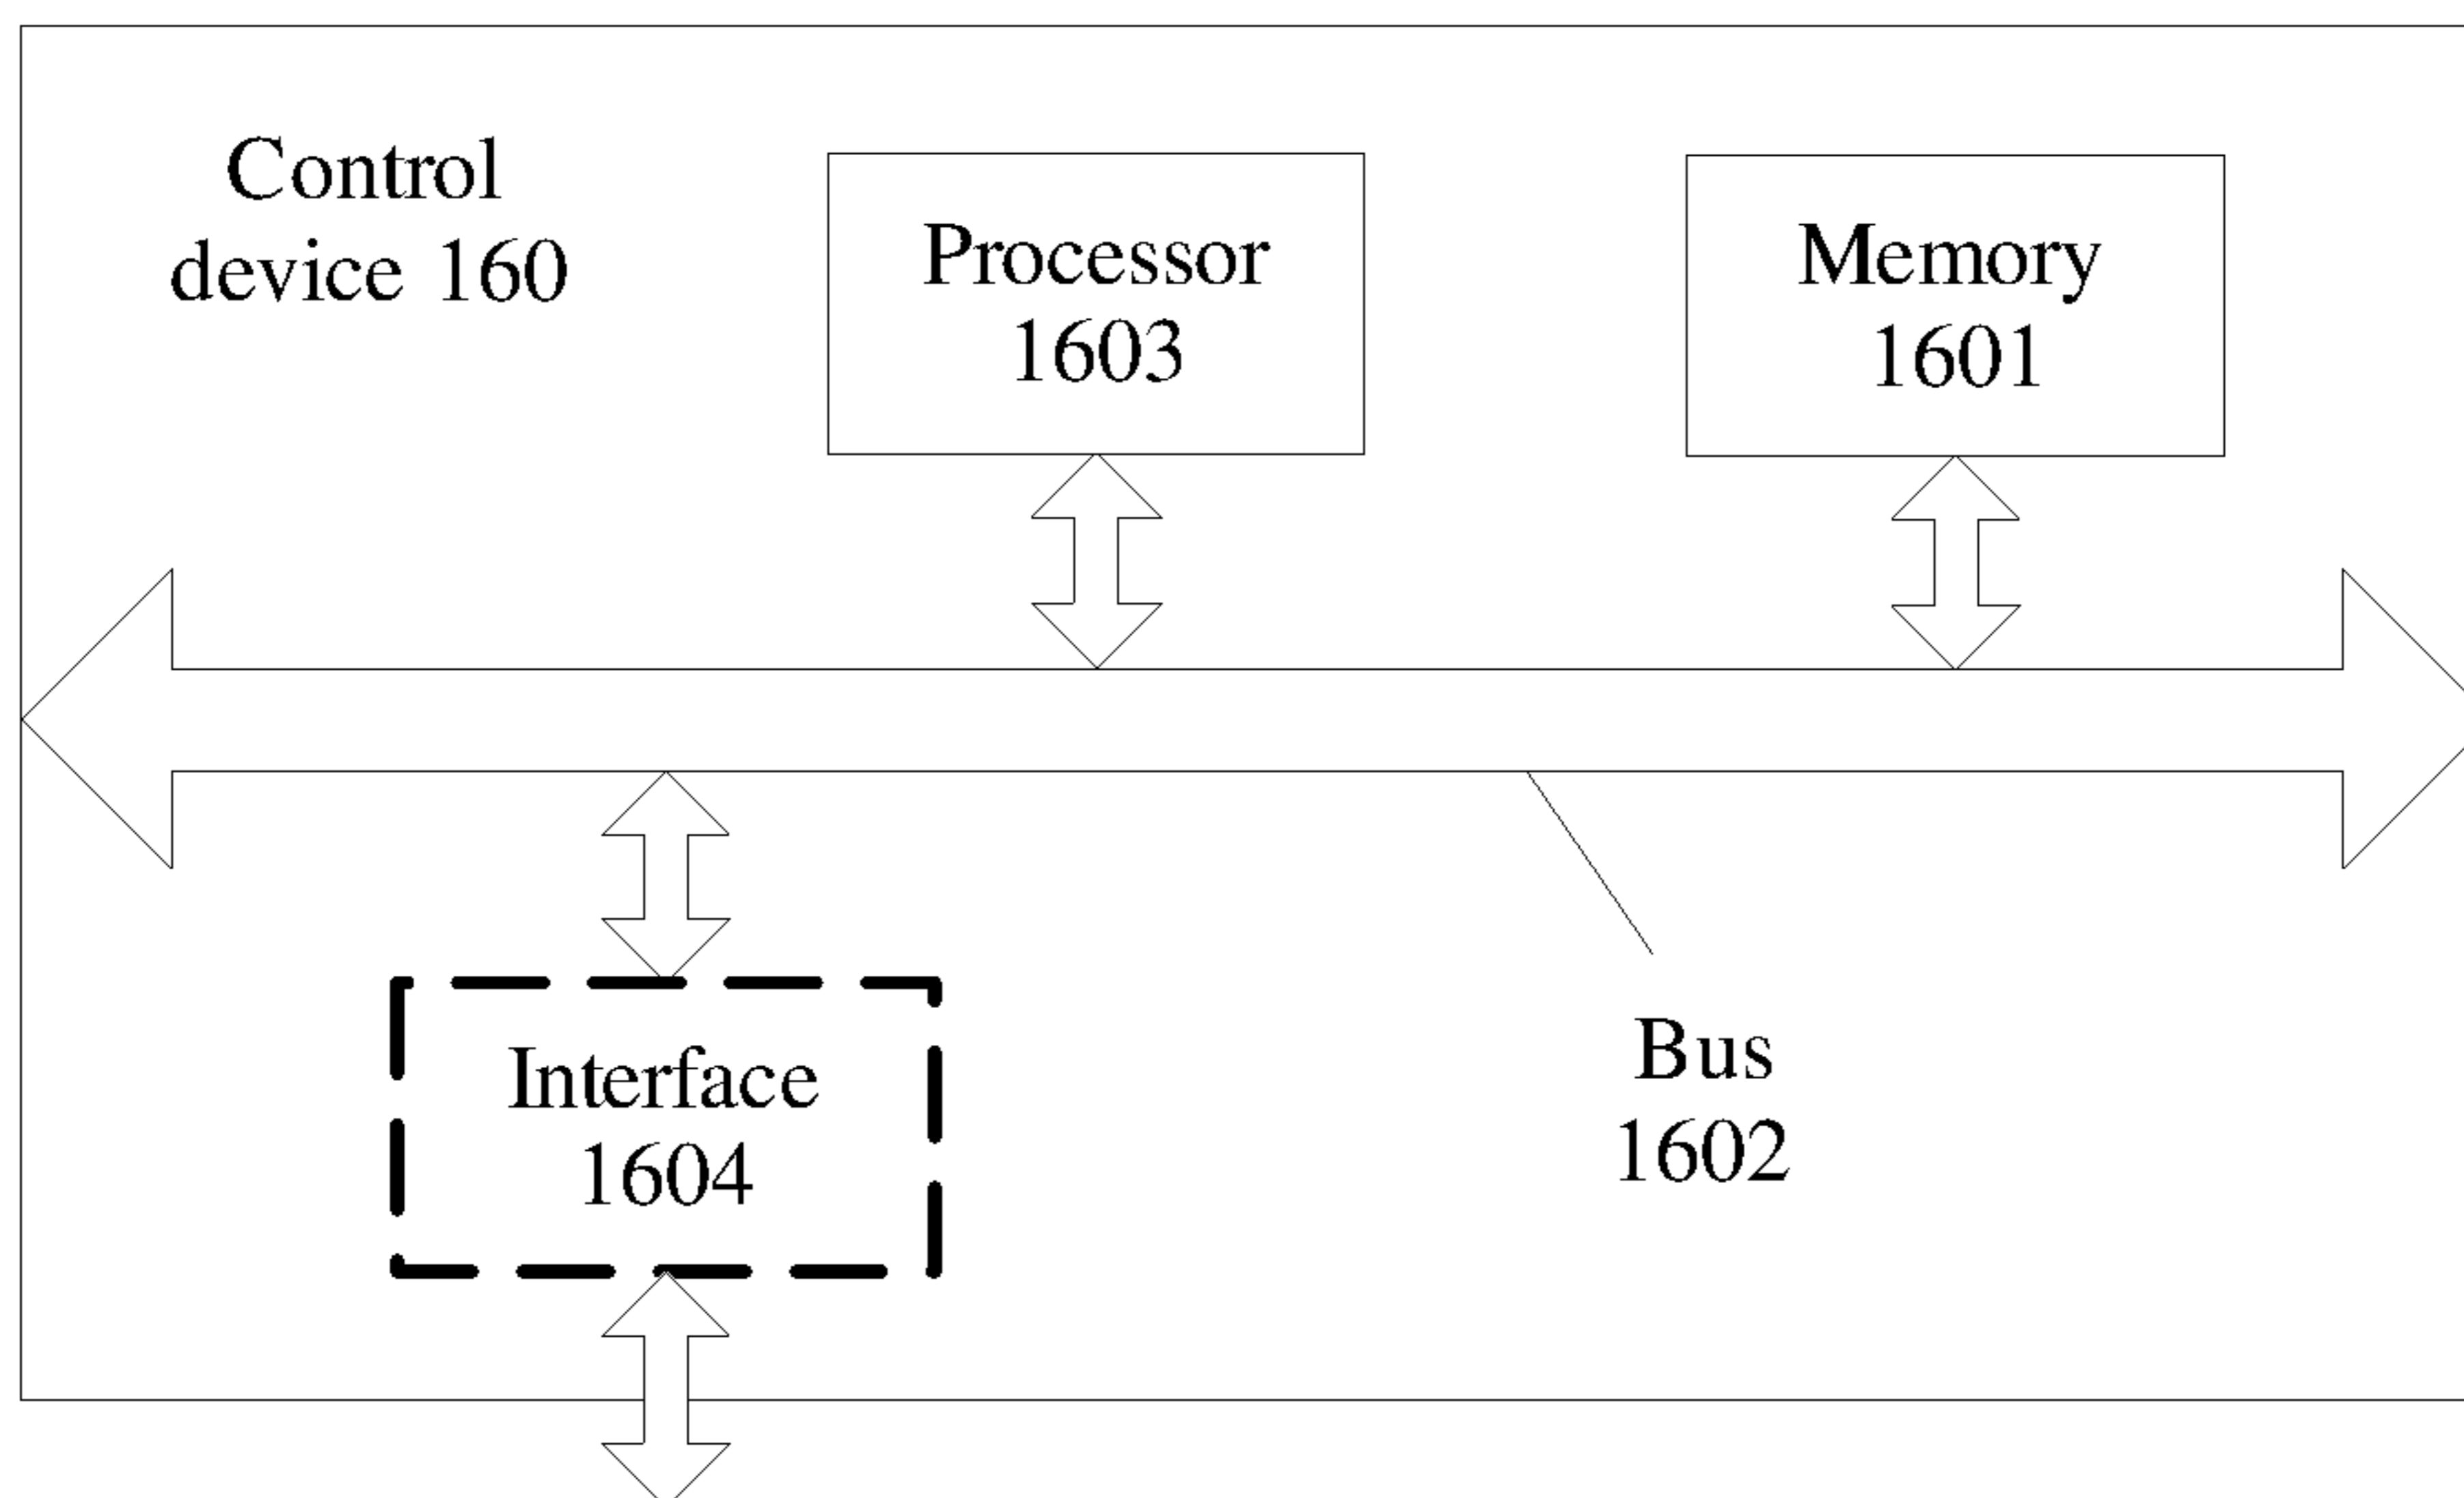 Control
device 160
Processor
1603
Memory
1601
Interface
1604
Bus
1602